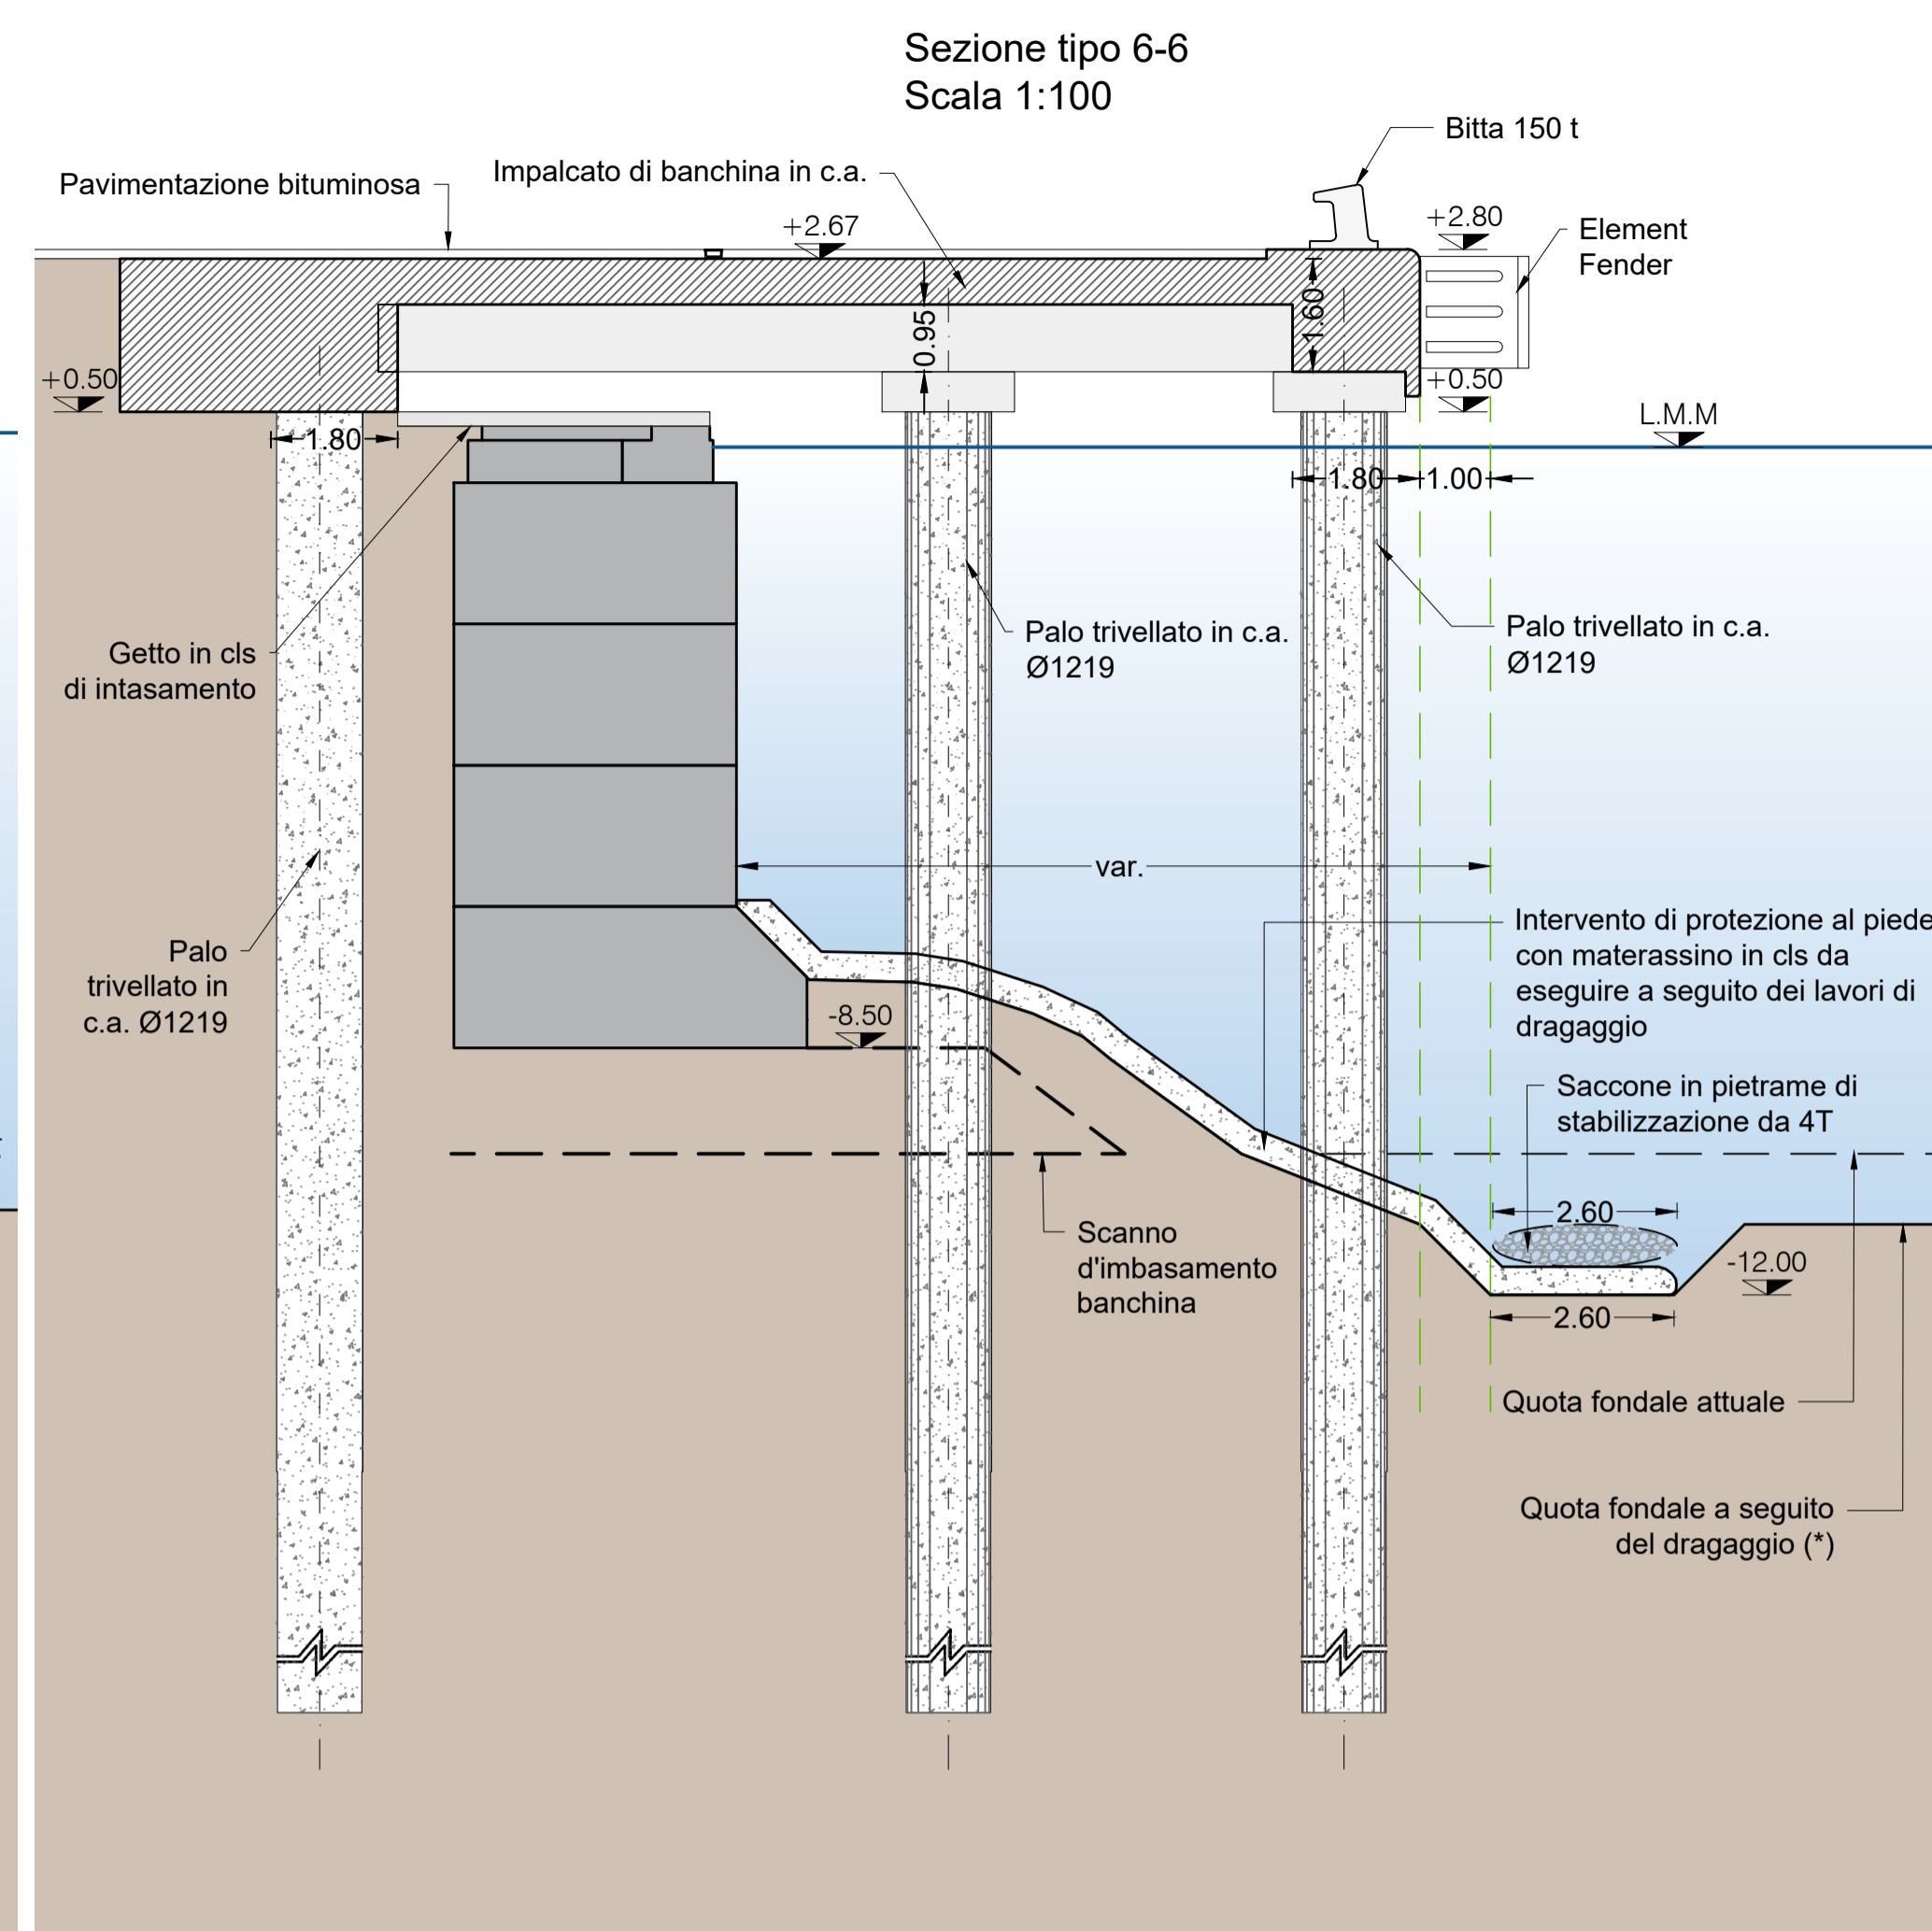 Sezione tipo 6-6
Scala 1:100
Bitta 150 t
Pavimentazione bituminosa
Impalcato di banchina in c.a.
+2.67
+2.80
Element
Fender
0.95
1.60
+0.50
+0.50
L.M.M
1.80
1.80
1.00
Getto in cls
di intasamento
Palo trivellato in c.a.
Ø1219
Palo trivellato in c.a.
Ø1219
var.
Palo
trivellato in
c.a. Ø1219
Intervento di protezione al piede
con materassino in cls da
eseguire a seguito dei lavori di
dragaggio
-8.50
Saccone in pietrame di
stabilizzazione da 4T
2.60
Scanno
d'imbasamento
banchina
-12.00
2.60
Quota fondale attuale
Quota fondale a seguito
del dragaggio (*)